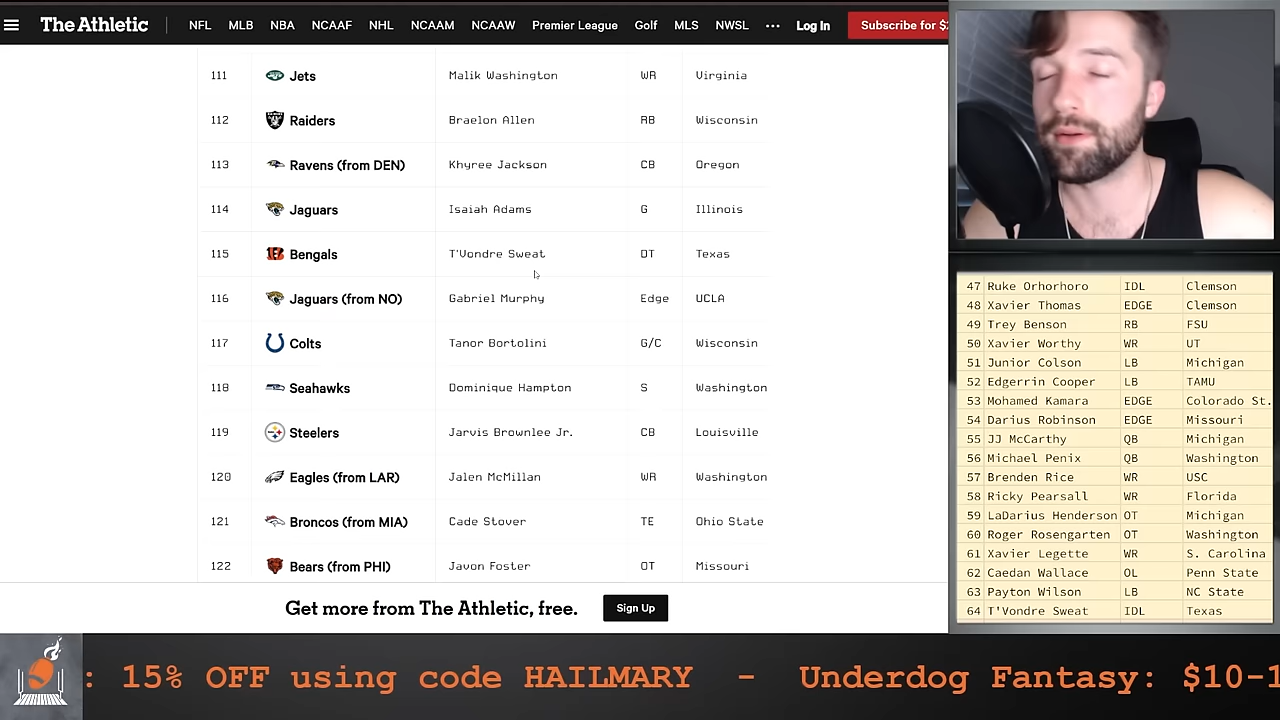 The Athletic NFL MLB NBA NCAAF NHL NCAAM NCAAW Premier League Golf MLS NWSL ••• Log In Subscribe for $
111 Jets Malik Washington WR Virginia
112 Raiders Braelon Allen RB Wisconsin
113 Ravens (from DEN) Khyree Jackson CB Oregon
114 Jaguars Isaiah Adams G Illinois
115 Bengals T'Vondre Sweat DT Texas
116 Jaguars (from NO) Gabriel Murphy Edge UCLA
117 Colts Tanor Bortolini G/C Wisconsin
118 Seahawks Dominique Hampton S Washington
119 Steelers Jarvis Brownlee Jr. CB Louisville
120 Eagles (from LAR) Jalen McMillan WR Washington
121 Broncos (from MIA) Cade Stover TE Ohio State
122 Bears (from PHI) Javon Foster OT Missouri
Get more from The Athletic, free. Sign Up
47 Ruke Orhorhoro IDL Clemson
48 Xavier Thomas EDGE Clemson
49 Trey Benson RB FSU
50 Xavier Worthy WR UT
51 Junior Colson LB Michigan
52 Edgerrin Cooper LB TAMU
53 Mohamed Kamara EDGE Colorado St.
54 Darius Robinson EDGE Missouri
55 JJ McCarthy QB Michigan
56 Michael Penix QB Washington
57 Brenden Rice WR USC
58 Ricky Pearsall WR Florida
59 LaDarius Henderson OT Michigan
60 Roger Rosengarten OT Washington
61 Xavier Legette WR S. Carolina
62 Caedan Wallace OL Penn State
63 Payton Wilson LB NC State
64 T'Vondre Sweat IDL Texas
: 15% OFF using code HAILMARY - Underdog Fantasy: $10-1